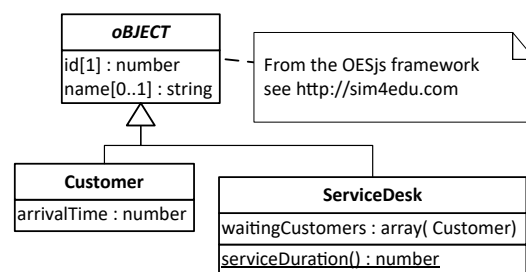 oBJECT
id[1] : number
name[0..1] : string
From the OESjs framework
see http://sim4edu.com
Customer
arrivalTime : number
ServiceDesk
waitingCustomers : array( Customer)
serviceDuration() : number